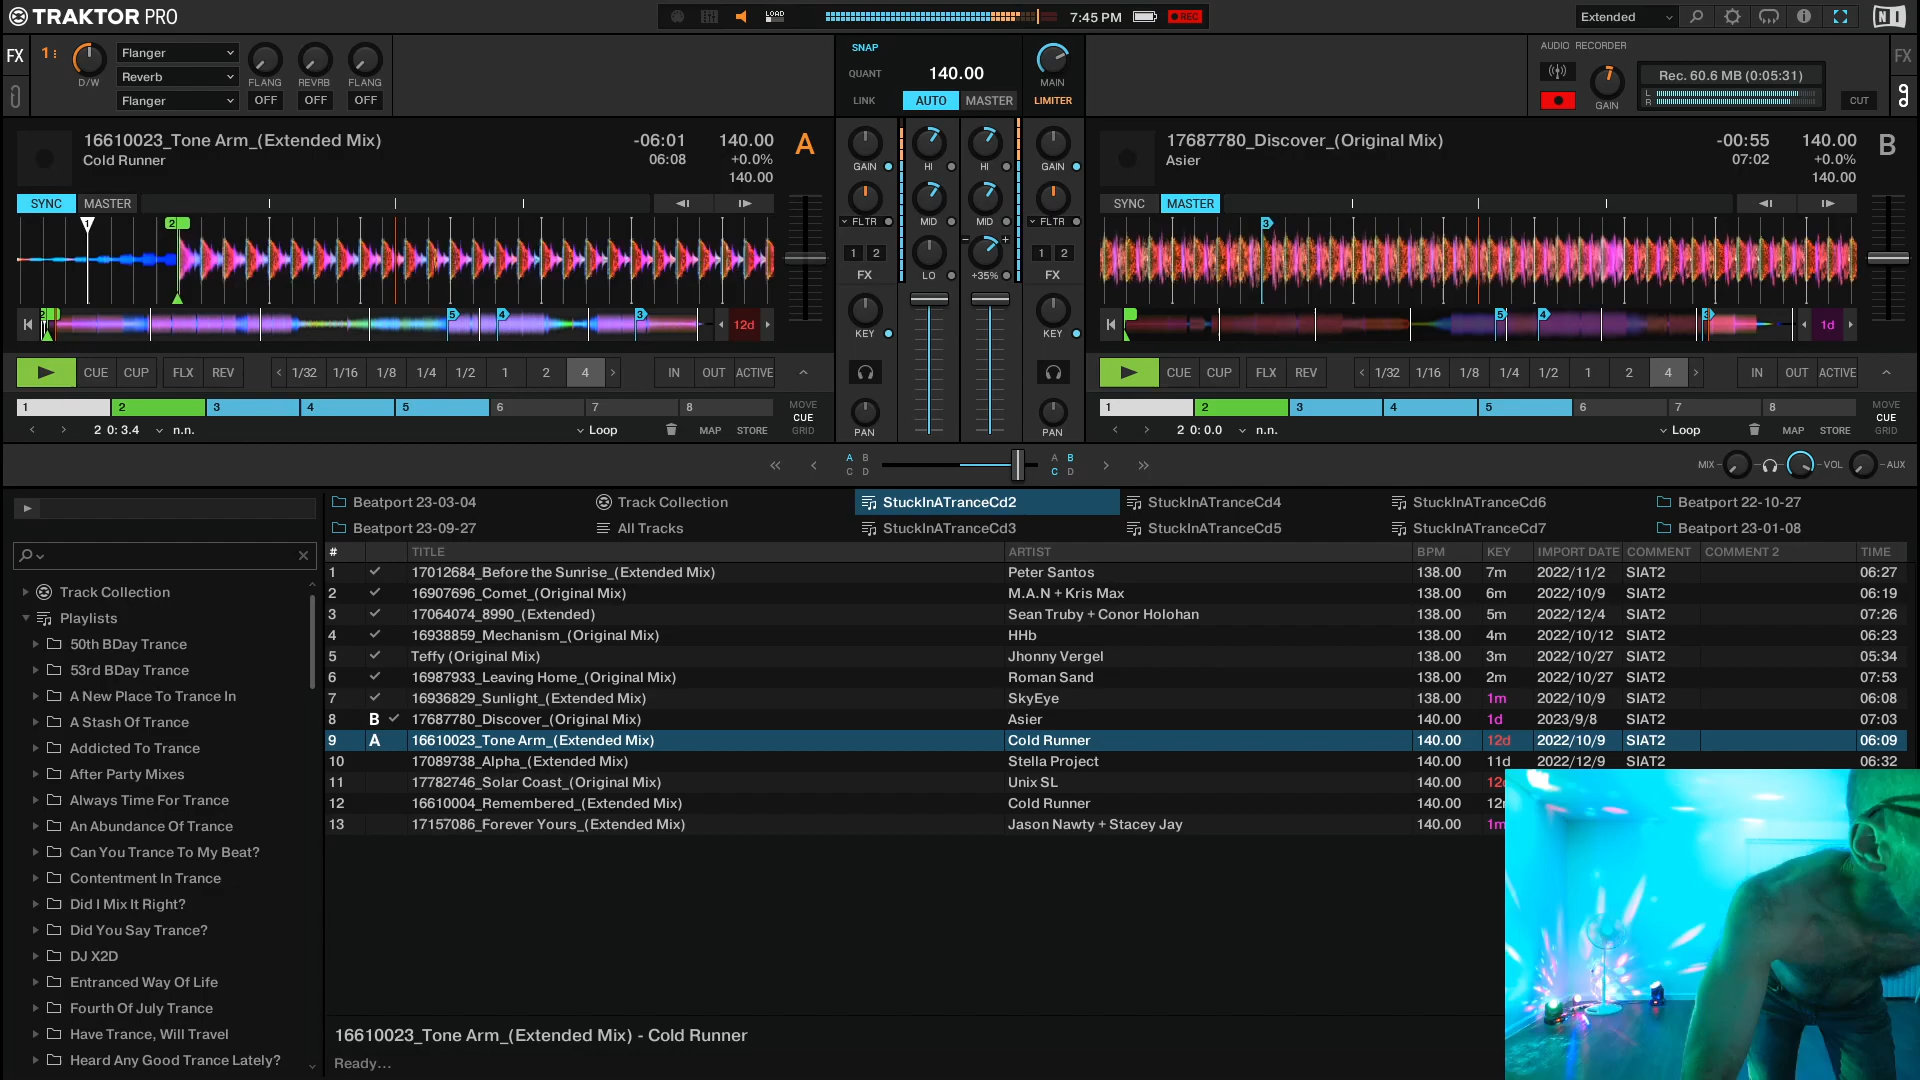 TRAKTOR PRO
LOAD
7:45 PM
REC
Extended
FX
1
D/W
Flanger
Reverb
Flanger
FLANG
REVRB
FLANG
OFF
OFF
OFF
SNAP
QUANT
LINK
140.00
AUTO
MASTER
MAIN
LIMITER
AUDIO RECORDER
GAIN
Rec. 60.6 MB (0:05:31)
L
R
CUT
FX
16610023_Tone Arm_(Extended Mix)
Cold Runner
-06:01
06:08
140.00
+0.0%
140.00
A
SYNC
MASTER
1
2
2
5
4
3
12d
CUE
CUP
FLX
REV
1/32
1/16
1/8
1/4
1/2
1
2
4
IN
OUT
ACTIVE
1
2
3
4
5
6
7
8
MOVE
CUE
GRID
2 0: 3.4
n.n.
Loop
MAP
STORE
GAIN
HI
HI
GAIN
FLTR
MID
MID
FLTR
1 2
FX
LO
+35%
1 2
FX
KEY
KEY
PAN
PAN
17687780_Discover_(Original Mix)
Asier
-00:55
07:02
140.00
+0.0%
140.00
B
SYNC
MASTER
3
5
4
3
1d
CUE
CUP
FLX
REV
1/32
1/16
1/8
1/4
1/2
1
2
4
IN
OUT
ACTIVE
1
2
3
4
5
6
7
8
MOVE
CUE
GRID
2 0: 0.0
n.n.
Loop
MAP
STORE
A B
C D
A B
C D
MIX
VOL
AUX
Beatport 23-03-04
Track Collection
StuckInATranceCd2
StuckInATranceCd4
StuckInATranceCd6
Beatport 22-10-27
Beatport 23-09-27
All Tracks
StuckInATranceCd3
StuckInATranceCd5
StuckInATranceCd7
Beatport 23-01-08
Track Collection
Playlists
50th BDay Trance
53rd BDay Trance
A New Place To Trance In
A Stash Of Trance
Addicted To Trance
After Party Mixes
Always Time For Trance
An Abundance Of Trance
Can You Trance To My Beat?
Contentment In Trance
Did I Mix It Right?
Did You Say Trance?
DJ X2D
Entranced Way Of Life
Fourth Of July Trance
Have Trance, Will Travel
Heard Any Good Trance Lately?
# TITLE ARTIST BPM KEY IMPORT DATE COMMENT COMMENT 2 TIME
1 17012684_Before the Sunrise_(Extended Mix) Peter Santos 138.00 7m 2022/11/2 SIAT2 06:27
2 16907696_Comet_(Original Mix) M.A.N + Kris Max 138.00 6m 2022/10/9 SIAT2 06:19
3 17064074_8990_(Extended) Sean Truby + Conor Holohan 138.00 5m 2022/12/4 SIAT2 07:26
4 16938859_Mechanism_(Original Mix) HHb 138.00 4m 2022/10/12 SIAT2 06:23
5 Teffy (Original Mix) Jhonny Vergel 138.00 3m 2022/10/27 SIAT2 05:34
6 16987933_Leaving Home_(Original Mix) Roman Sand 138.00 2m 2022/10/27 SIAT2 07:53
7 16936829_Sunlight_(Extended Mix) SkyEye 138.00 1m 2022/10/9 SIAT2 06:08
8 B 17687780_Discover_(Original Mix) Asier 140.00 1d 2023/9/8 SIAT2 07:03
9 A 16610023_Tone Arm_(Extended Mix) Cold Runner 140.00 12d 2022/10/9 SIAT2 06:09
10 17089738_Alpha_(Extended Mix) Stella Project 140.00 11d 2022/12/9 SIAT2 06:32
11 17782746_Solar Coast_(Original Mix) Unix SL 140.00
12 16610004_Remembered_(Extended Mix) Cold Runner 140.00
13 17157086_Forever Yours_(Extended Mix) Jason Nawty + Stacey Jay 140.00
16610023_Tone Arm_(Extended Mix) - Cold Runner
Ready...